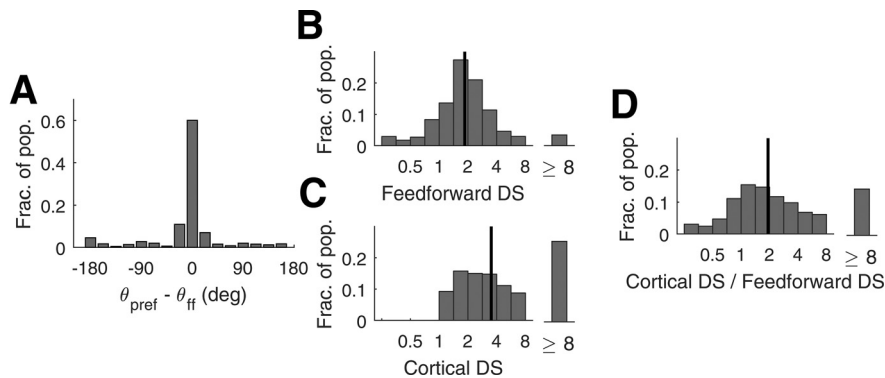 A
Frac. of pop.
0.6
0.4
0.2
0
-180 -90 0 90 180
θpref - θff (deg)
B
Frac. of pop.
0.2
0.1
0
0.5 1 2 4 8 ≥ 8
Feedforward DS
C
Frac. of pop.
0.2
0.1
0
0.5 1 2 4 8 ≥ 8
Cortical DS
D
Frac. of pop.
0.2
0.1
0
0.5 1 2 4 8 ≥ 8
Cortical DS / Feedforward DS